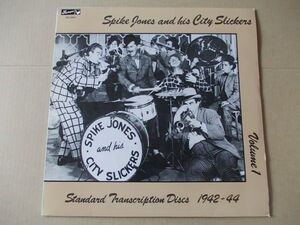 Spike Jones and his City Slickers
SPIKE JONES
and his
CITY SLICKERS
Volume 1
Standard Transcription Discs 1942-44